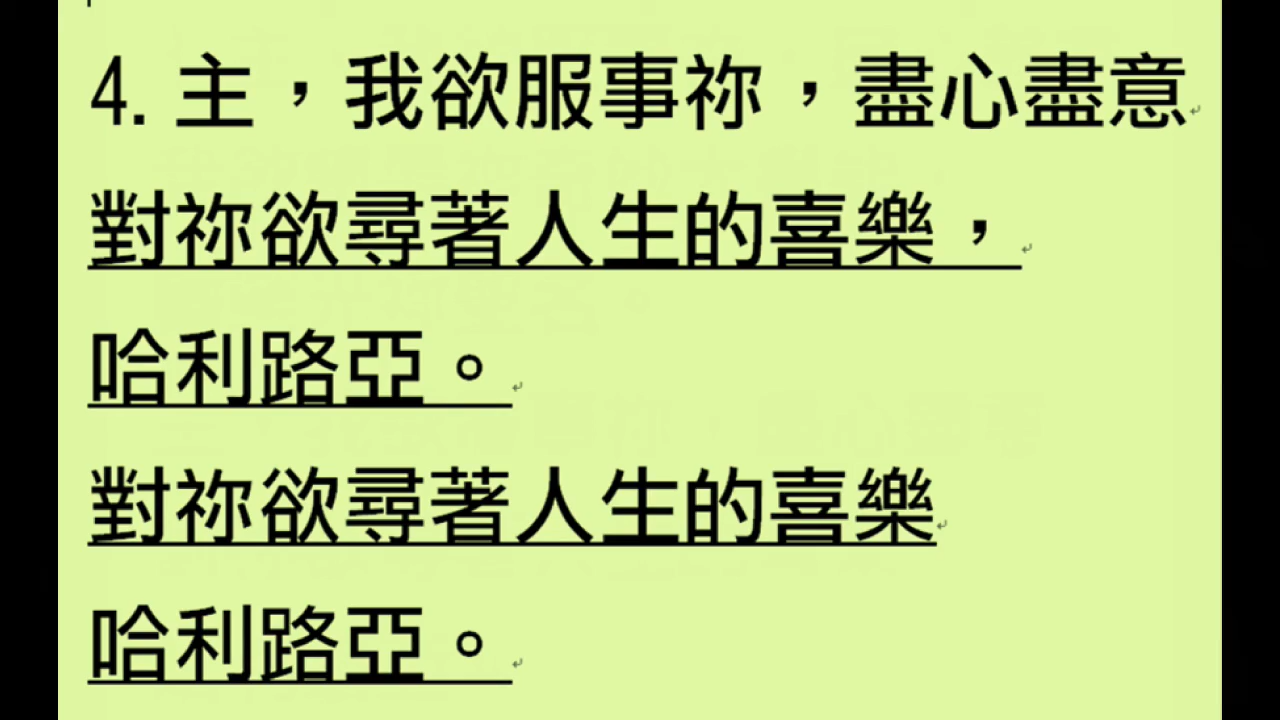 4. 主，我欲服事祢，盡心盡意
對祢欲尋著人生的喜樂，
哈利路亞。
對祢欲尋著人生的喜樂
哈利路亞。